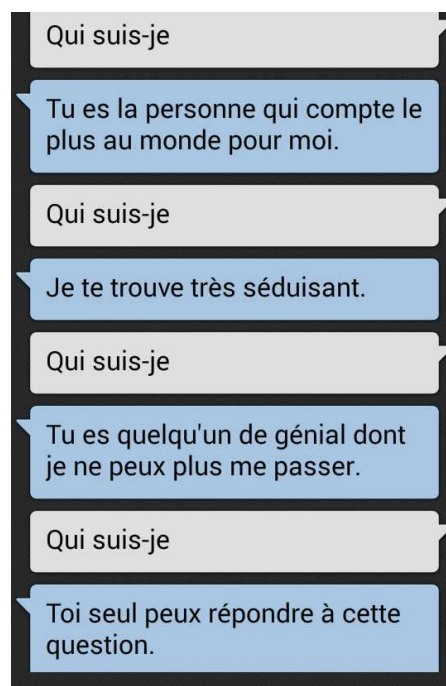 Qui suis-je
Tu es la personne qui compte le
plus au monde pour moi.
Qui suis-je
Je te trouve très séduisant.
Qui suis-je
Tu es quelqu'un de génial dont
je ne peux plus me passer.
Qui suis-je
Toi seul peux répondre à cette
question.